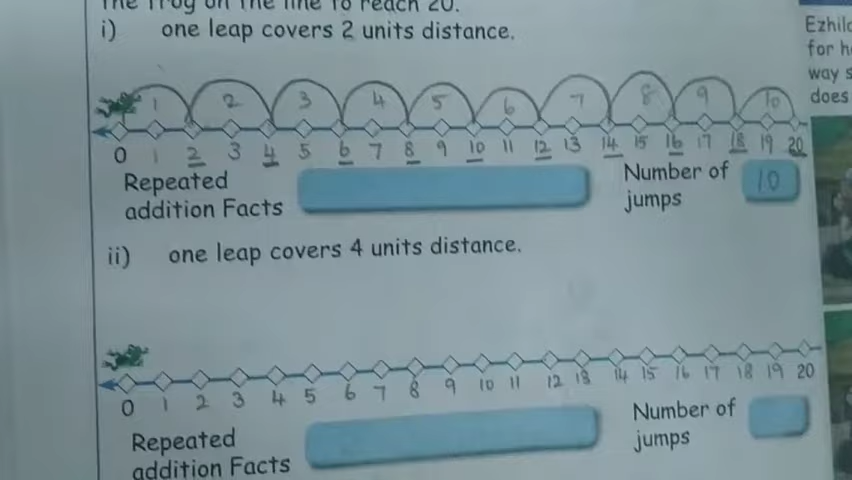 The frog on the line to reach 20.
i) one leap covers 2 units distance.
1 2 3 4 5 6 7 8 9 10
0 1 2 3 4 5 6 7 8 9 10 11 12 13 14 15 16 17 18 19 20
Repeated addition Facts
Number of jumps 10
ii) one leap covers 4 units distance.
0 1 2 3 4 5 6 7 8 9 10 11 12 13 14 15 16 17 18 19 20
Repeated addition Facts
Number of jumps
for h
way s
does